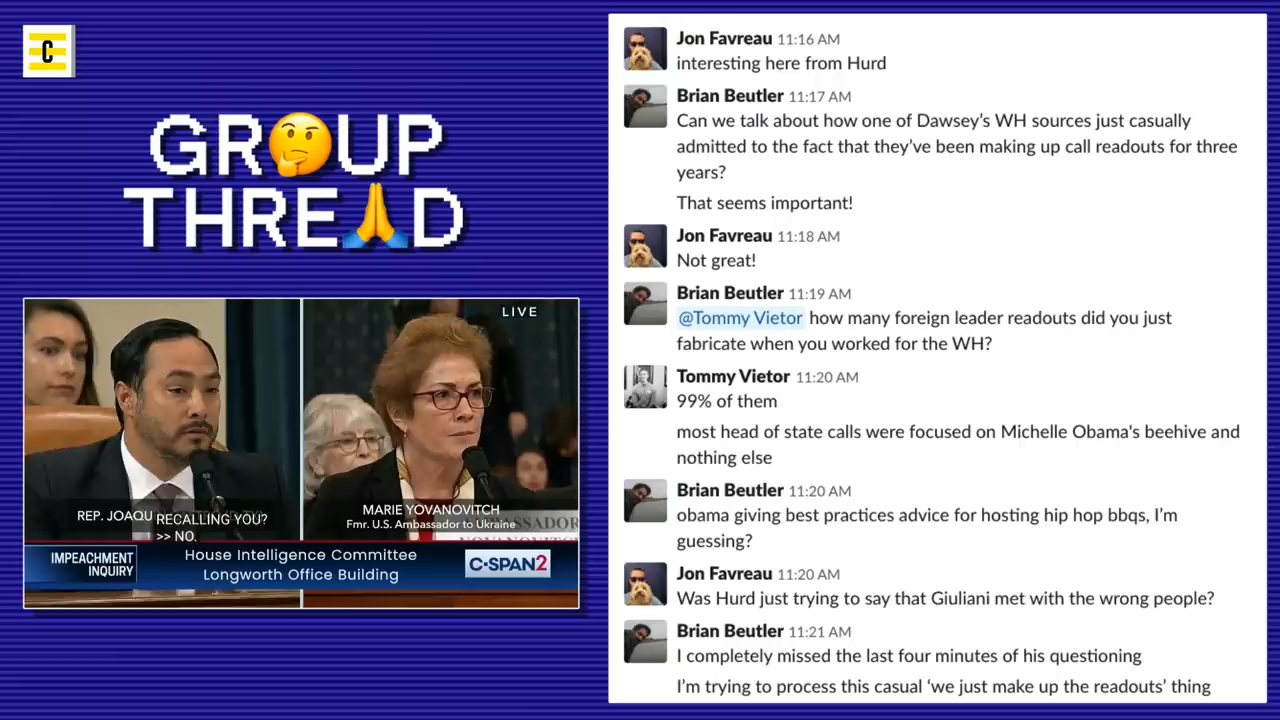 C
GR🤔UP
THRE🙏D
LIVE
REP. JOAQU
RECALLING YOU?
>> NO.
MARIE YOVANOVITCH
Fmr. U.S. Ambassador to Ukraine
IMPEACHMENT
INQUIRY
House Intelligence Committee
Longworth Office Building
C-SPAN2
Jon Favreau 11:16 AM
interesting here from Hurd
Brian Beutler 11:17 AM
Can we talk about how one of Dawsey’s WH sources just casually
admitted to the fact that they’ve been making up call readouts for three
years?
That seems important!
Jon Favreau 11:18 AM
Not great!
Brian Beutler 11:19 AM
@Tommy Vietor how many foreign leader readouts did you just
fabricate when you worked for the WH?
Tommy Vietor 11:20 AM
99% of them
most head of state calls were focused on Michelle Obama's beehive and
nothing else
Brian Beutler 11:20 AM
obama giving best practices advice for hosting hip hop bbqs, I’m
guessing?
Jon Favreau 11:20 AM
Was Hurd just trying to say that Giuliani met with the wrong people?
Brian Beutler 11:21 AM
I completely missed the last four minutes of his questioning
I’m trying to process this casual ‘we just make up the readouts’ thing